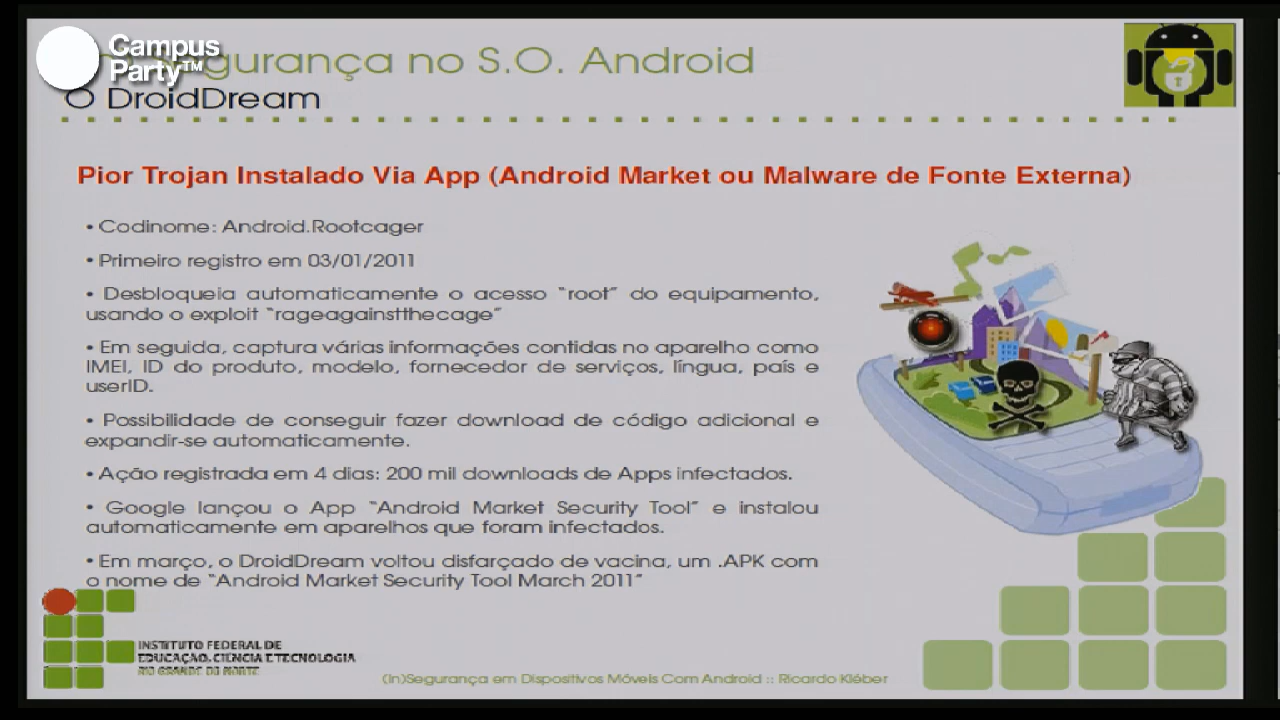 Campus
Party™
Segurança no S.O. Android
O DroidDream
Pior Trojan Instalado Via App (Android Market ou Malware de Fonte Externa)
• Codinome: Android.Rootcager
• Primeiro registro em 03/01/2011
• Desbloqueia automaticamente o acesso “root” do equipamento,
usando o exploit “rageagainstthecage”
• Em seguida, captura várias informações contidas no aparelho como
IMEI, ID do produto, modelo, fornecedor de serviços, língua, país e
userID.
• Possibilidade de conseguir fazer download de código adicional e
expandir-se automaticamente.
• Ação registrada em 4 dias: 200 mil downloads de Apps infectados.
• Google lançou o App “Android Market Security Tool” e instalou
automaticamente em aparelhos que foram infectados.
• Em março, o DroidDream voltou disfarçado de vacina, um .APK com
o nome de “Android Market Security Tool March 2011”
INSTITUTO FEDERAL DE
EDUCAÇÃO, CIÊNCIA E TECNOLOGIA
RIO GRANDE DO NORTE
(In)Segurança em Dispositivos Móveis Com Android :: Ricardo Kléber